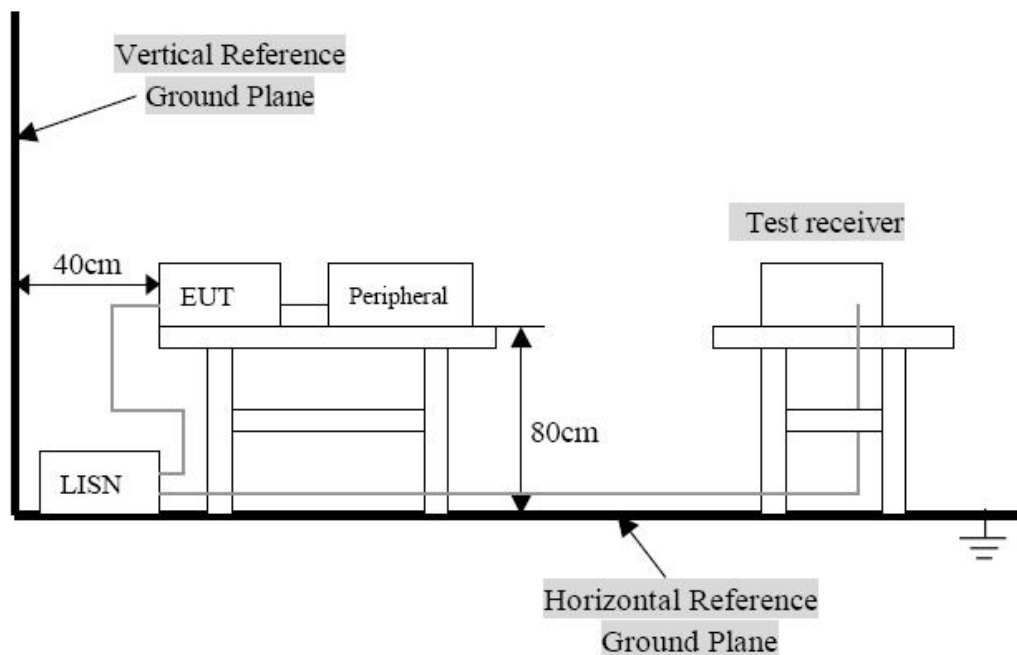 Vertical Reference
Ground Plane
Test receiver
40cm
EUT
Peripheral
80cm
LISN
Horizontal Reference
Ground Plane